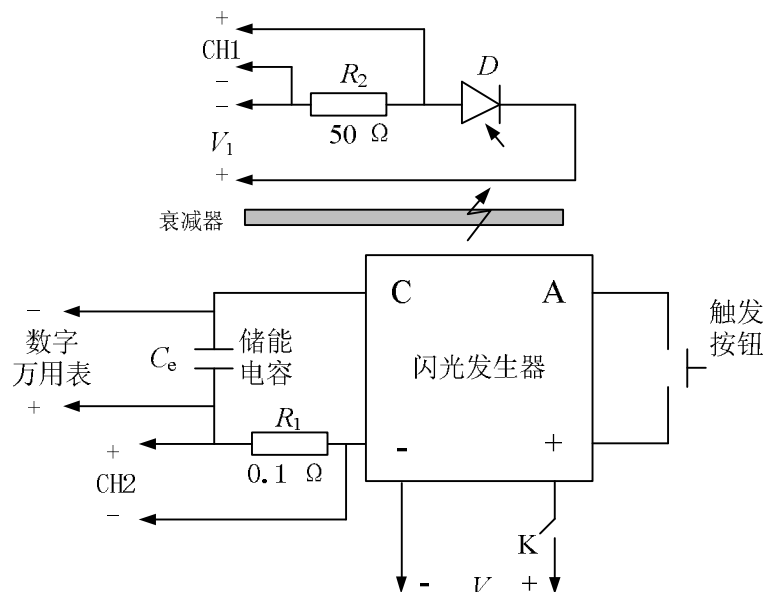 +
CH1
−
−
R₂
50 Ω
D
V₁
+
衰减器
−
数字
万用表
+
Cₑ
储能
电容
R₁
0.1 Ω
+
CH2
−
C
A
闪光发生器
-
+
触发
按钮
K
- V +